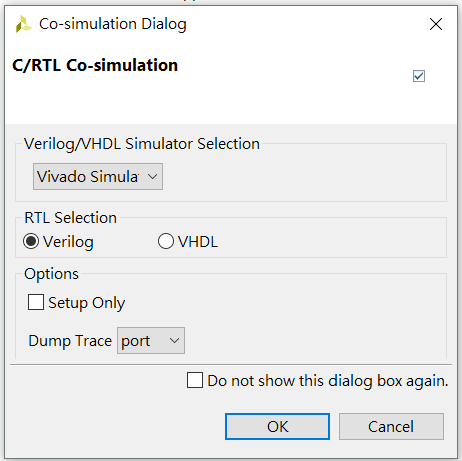 Co-simulation Dialog
C/RTL Co-simulation
Verilog/VHDL Simulator Selection
Vivado Simulat
RTL Selection
Verilog VHDL
Options
Setup Only
Dump Trace port
Do not show this dialog box again.
OK Cancel